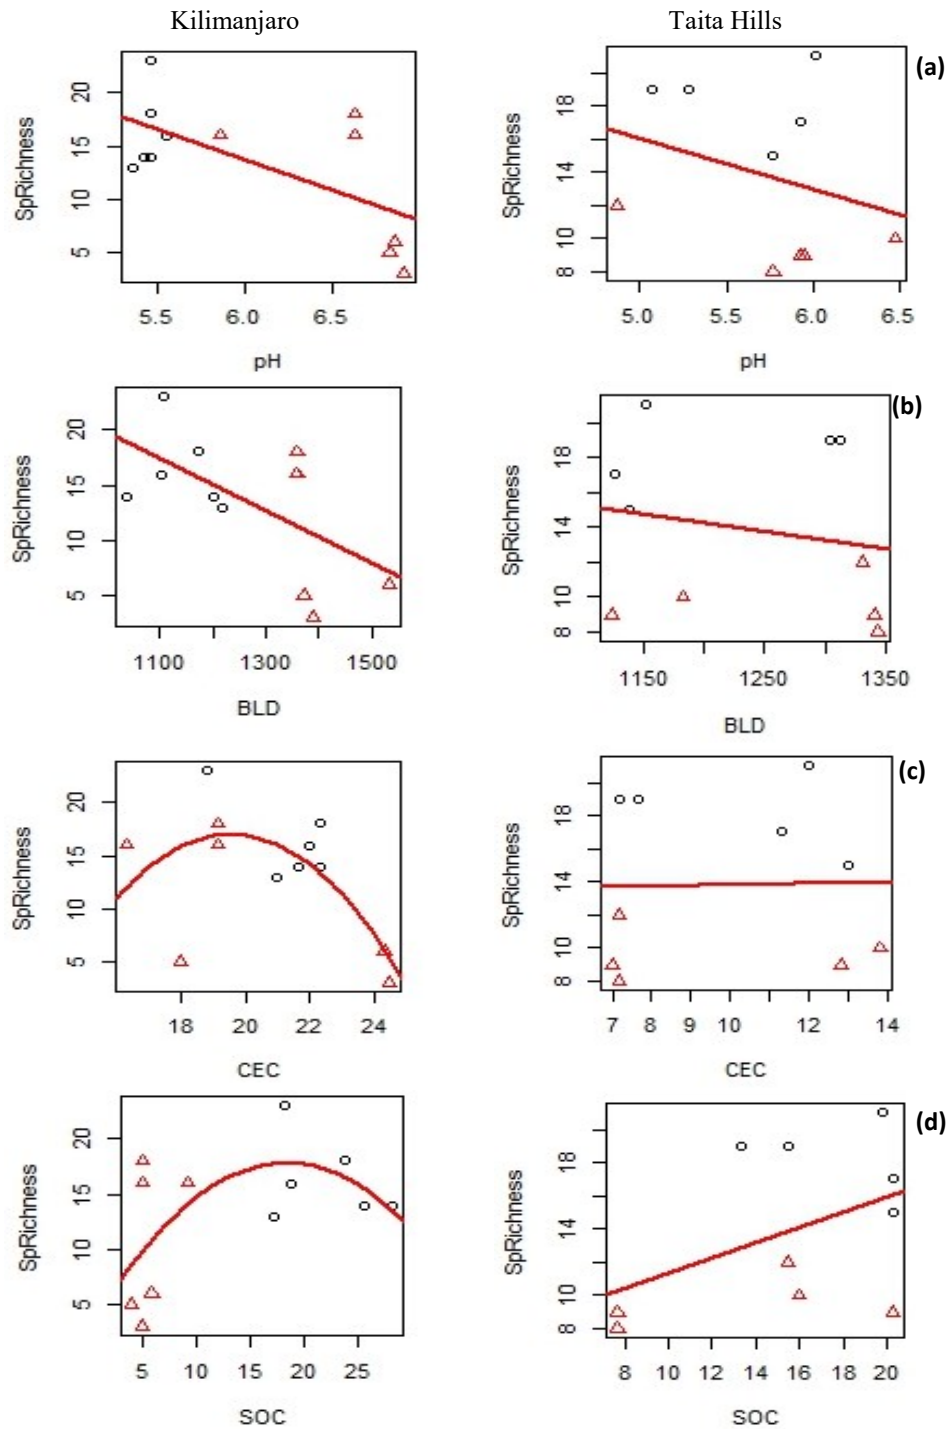 Kilimanjaro Taita Hills
(a)
SpRichness
5 10 15 20
5.5 6.0 6.5
pH
SpRichness
8 10 14 18
5.0 5.5 6.0 6.5
pH
(b)
SpRichness
5 10 15 20
1100 1300 1500
BLD
SpRichness
8 10 14 18
1150 1250 1350
BLD
(c)
SpRichness
5 10 15 20
18 20 22 24
CEC
SpRichness
8 10 14 18
7 8 9 10 12 14
CEC
(d)
SpRichness
5 10 15 20
5 10 15 20 25
SOC
SpRichness
8 10 14 18
8 10 12 14 16 18 20
SOC